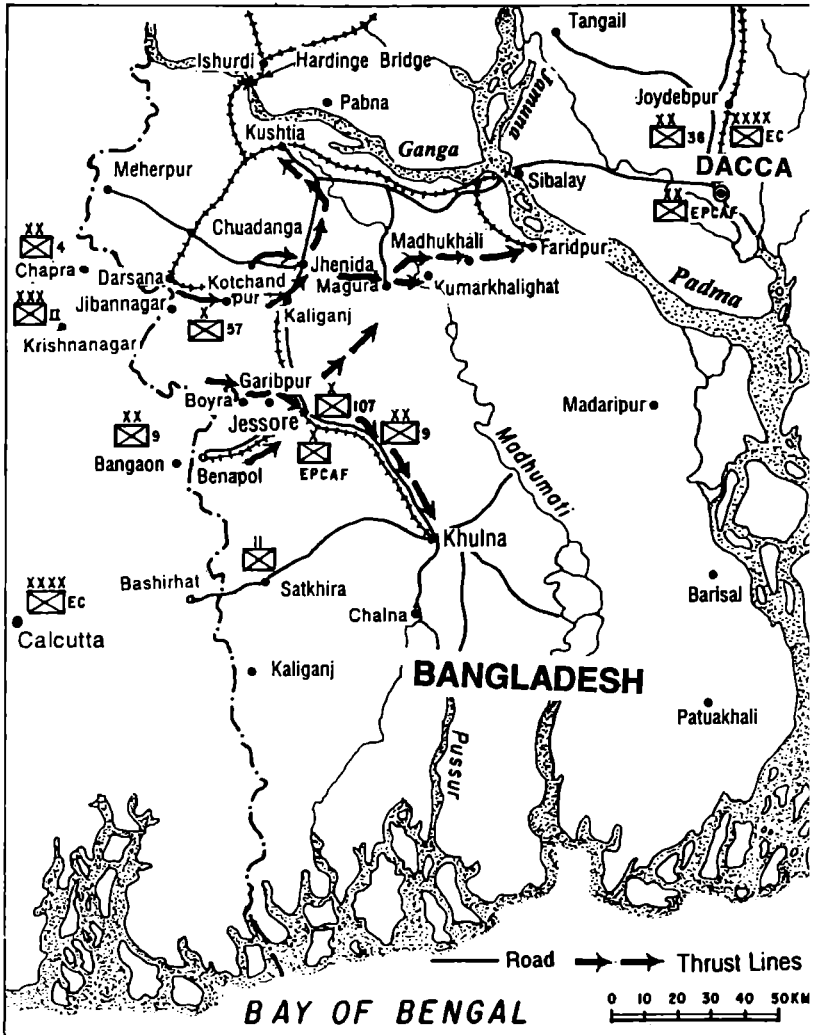 Tangail
Ishurdi
Hardinge Bridge
Jamuna
Pabna
Joydebpur
XX
36
XXXX
EC
Kushtia
Ganga
DACCA
Meherpur
Sibalay
XX
EPCAF
Chuadanga
Madhukhali
Faridpur
XX
4
Chapra
Darsana
Kotchand
pur
Jhenida
Magura
Kumarkhalighat
Padma
XXX
II
Jibannagar
Kaliganj
X
57
Krishnanagar
Garibpur
Boyra
X
107
XX
9
Madaripur
XX
9
Jessore
Bangaon
Benapol
X
EPCAF
Madhumati
Khulna
II
Bashirhat
Satkhira
XXXX
EC
Calcutta
Chalna
Barisal
Kaliganj
BANGLADESH
Patuakhali
Pussur
Road
Thrust Lines
BAY OF BENGAL
0 10 20 30 40 50 KM